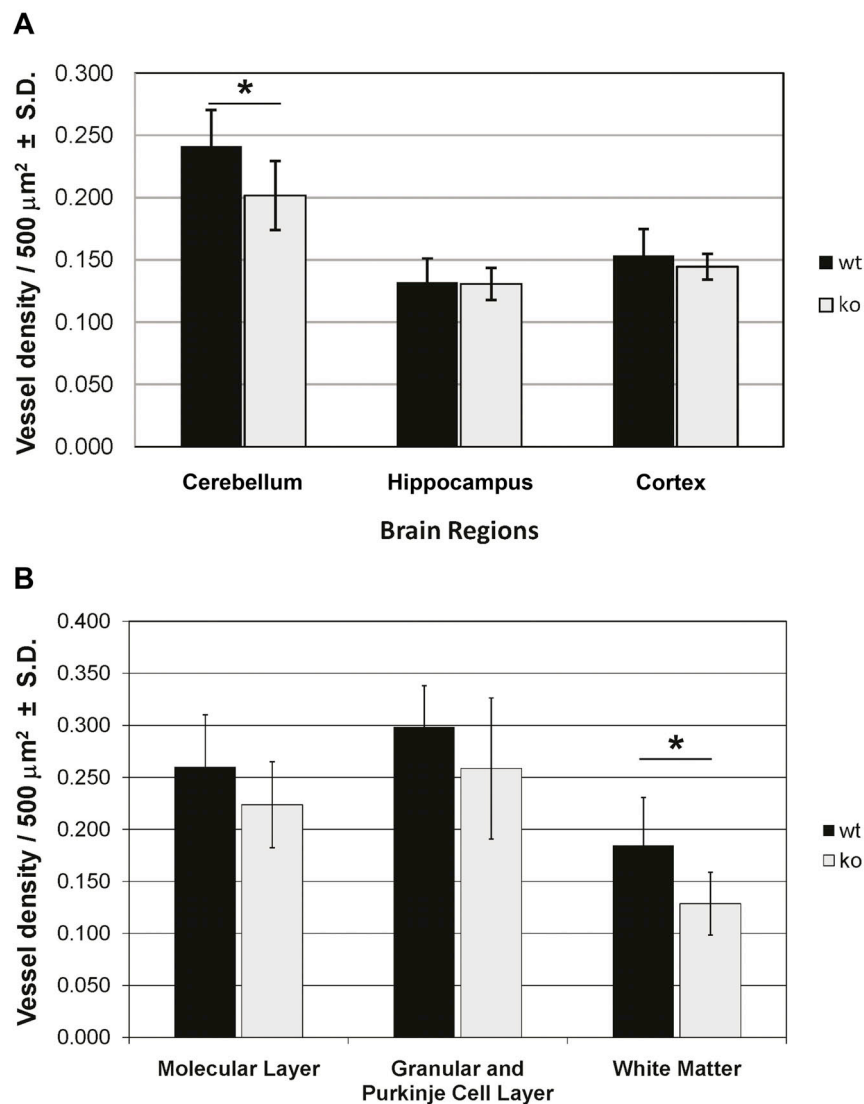 A
Vessel density / 500 μm² ± S.D.
0.300
0.250
0.200
0.150
0.100
0.050
0.000
*
wt
ko
Cerebellum
Hippocampus
Cortex
Brain Regions
B
Vessel density / 500 μm² ± S.D.
0.400
0.350
0.300
0.250
0.200
0.150
0.100
0.050
0.000
*
wt
ko
Molecular Layer
Granular and
Purkinje Cell Layer
White Matter